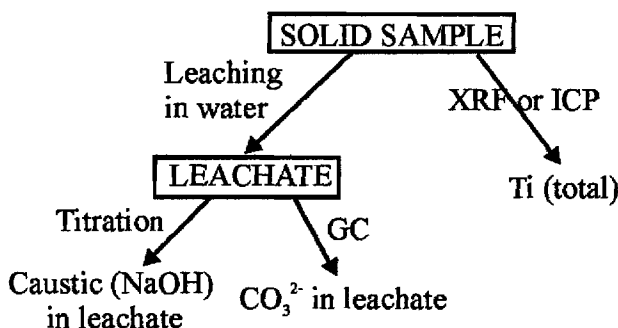 SOLID SAMPLE
Leaching
in water
XRF or ICP
LEACHATE
Ti (total)
Titration
GC
Caustic (NaOH)
in leachate
CO₃²⁻ in leachate